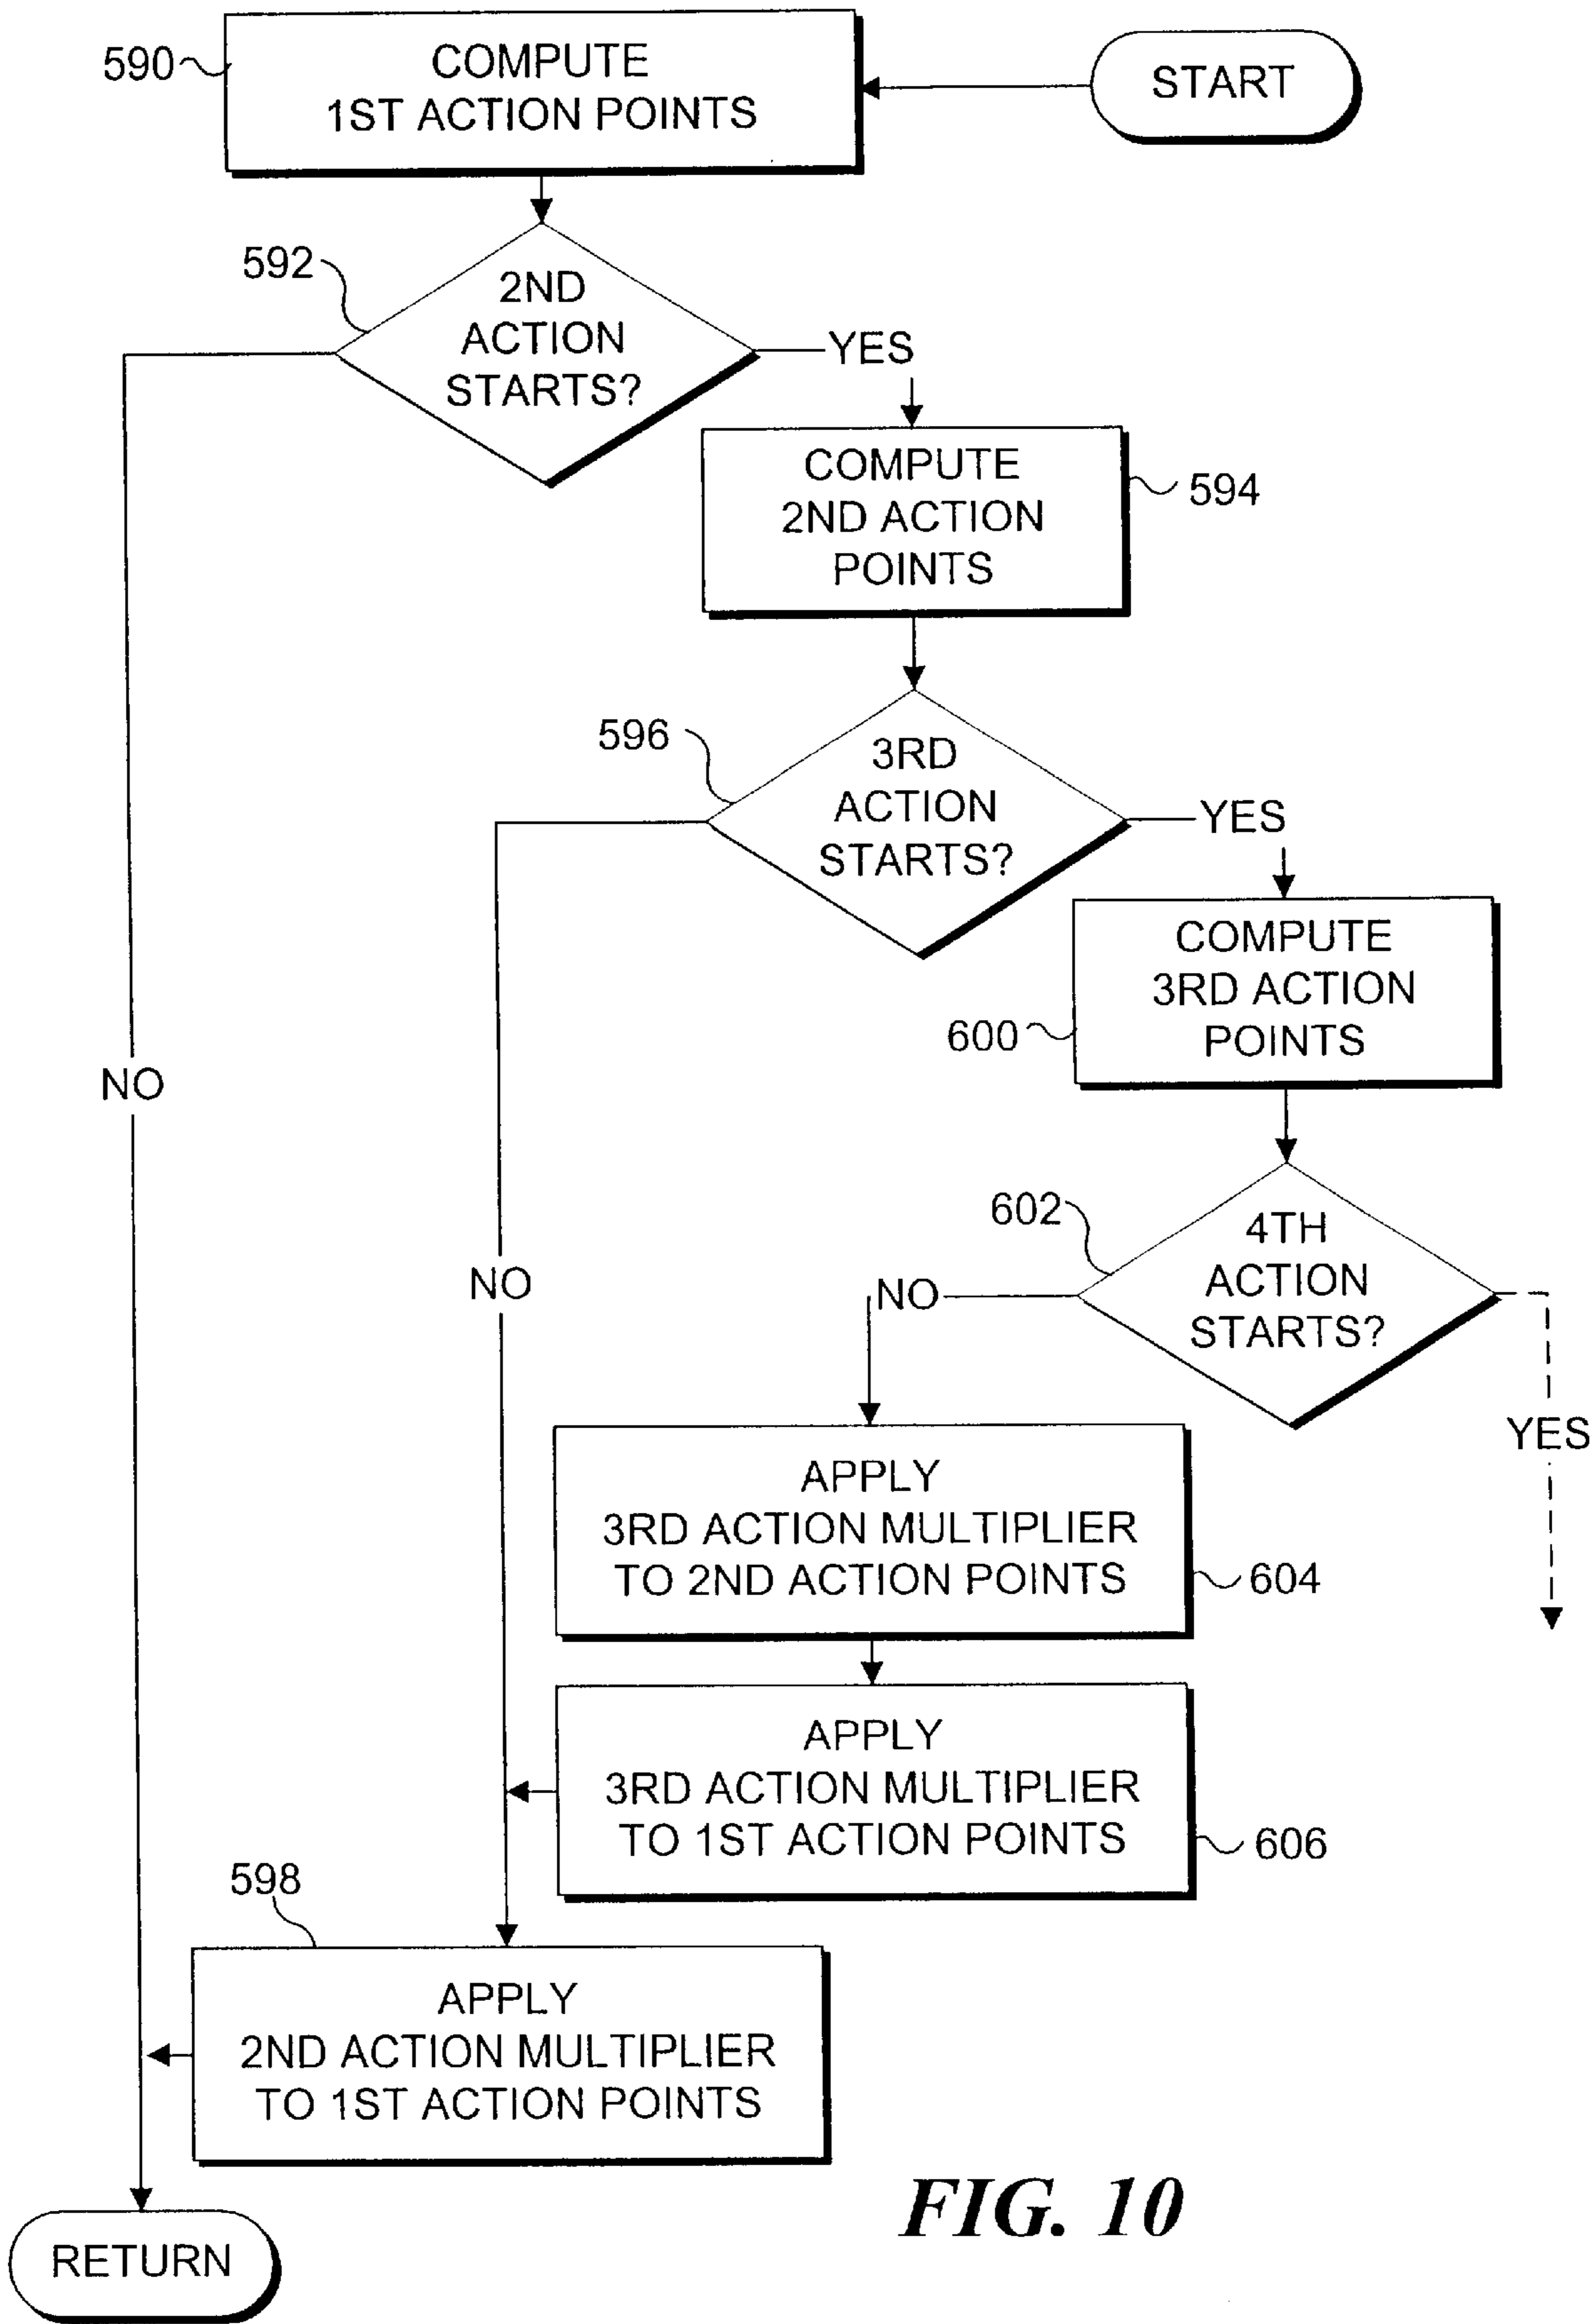 590
COMPUTE
1ST ACTION POINTS
START
592
2ND
ACTION
STARTS?
YES
COMPUTE
2ND ACTION
POINTS
594
596
3RD
ACTION
STARTS?
YES
COMPUTE
3RD ACTION
POINTS
600
NO
602
4TH
ACTION
STARTS?
NO
NO
YES
APPLY
3RD ACTION MULTIPLIER
TO 2ND ACTION POINTS
604
APPLY
3RD ACTION MULTIPLIER
TO 1ST ACTION POINTS
606
598
APPLY
2ND ACTION MULTIPLIER
TO 1ST ACTION POINTS
FIG. 10
RETURN